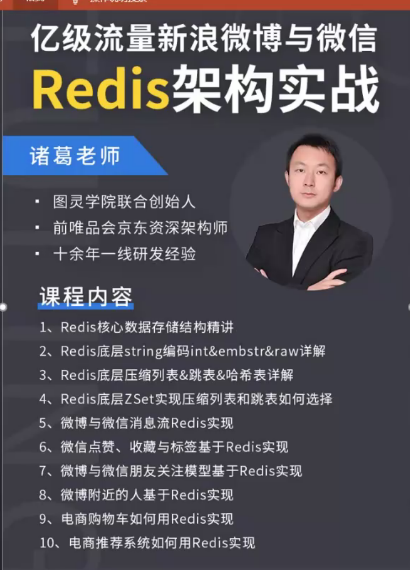 亿级流量新浪微博与微信
Redis架构实战
诸葛老师
• 图灵学院联合创始人
• 前唯品会京东资深架构师
• 十余年一线研发经验
课程内容
1、Redis核心数据存储结构精讲
2、Redis底层string编码int&embstr&raw详解
3、Redis底层压缩列表&跳表&哈希表详解
4、Redis底层ZSet实现压缩列表和跳表如何选择
5、微博与微信消息流Redis实现
6、微信点赞、收藏与标签基于Redis实现
7、微博与微信朋友关注模型基于Redis实现
8、微博附近的人基于Redis实现
9、电商购物车如何用Redis实现
10、电商推荐系统如何用Redis实现